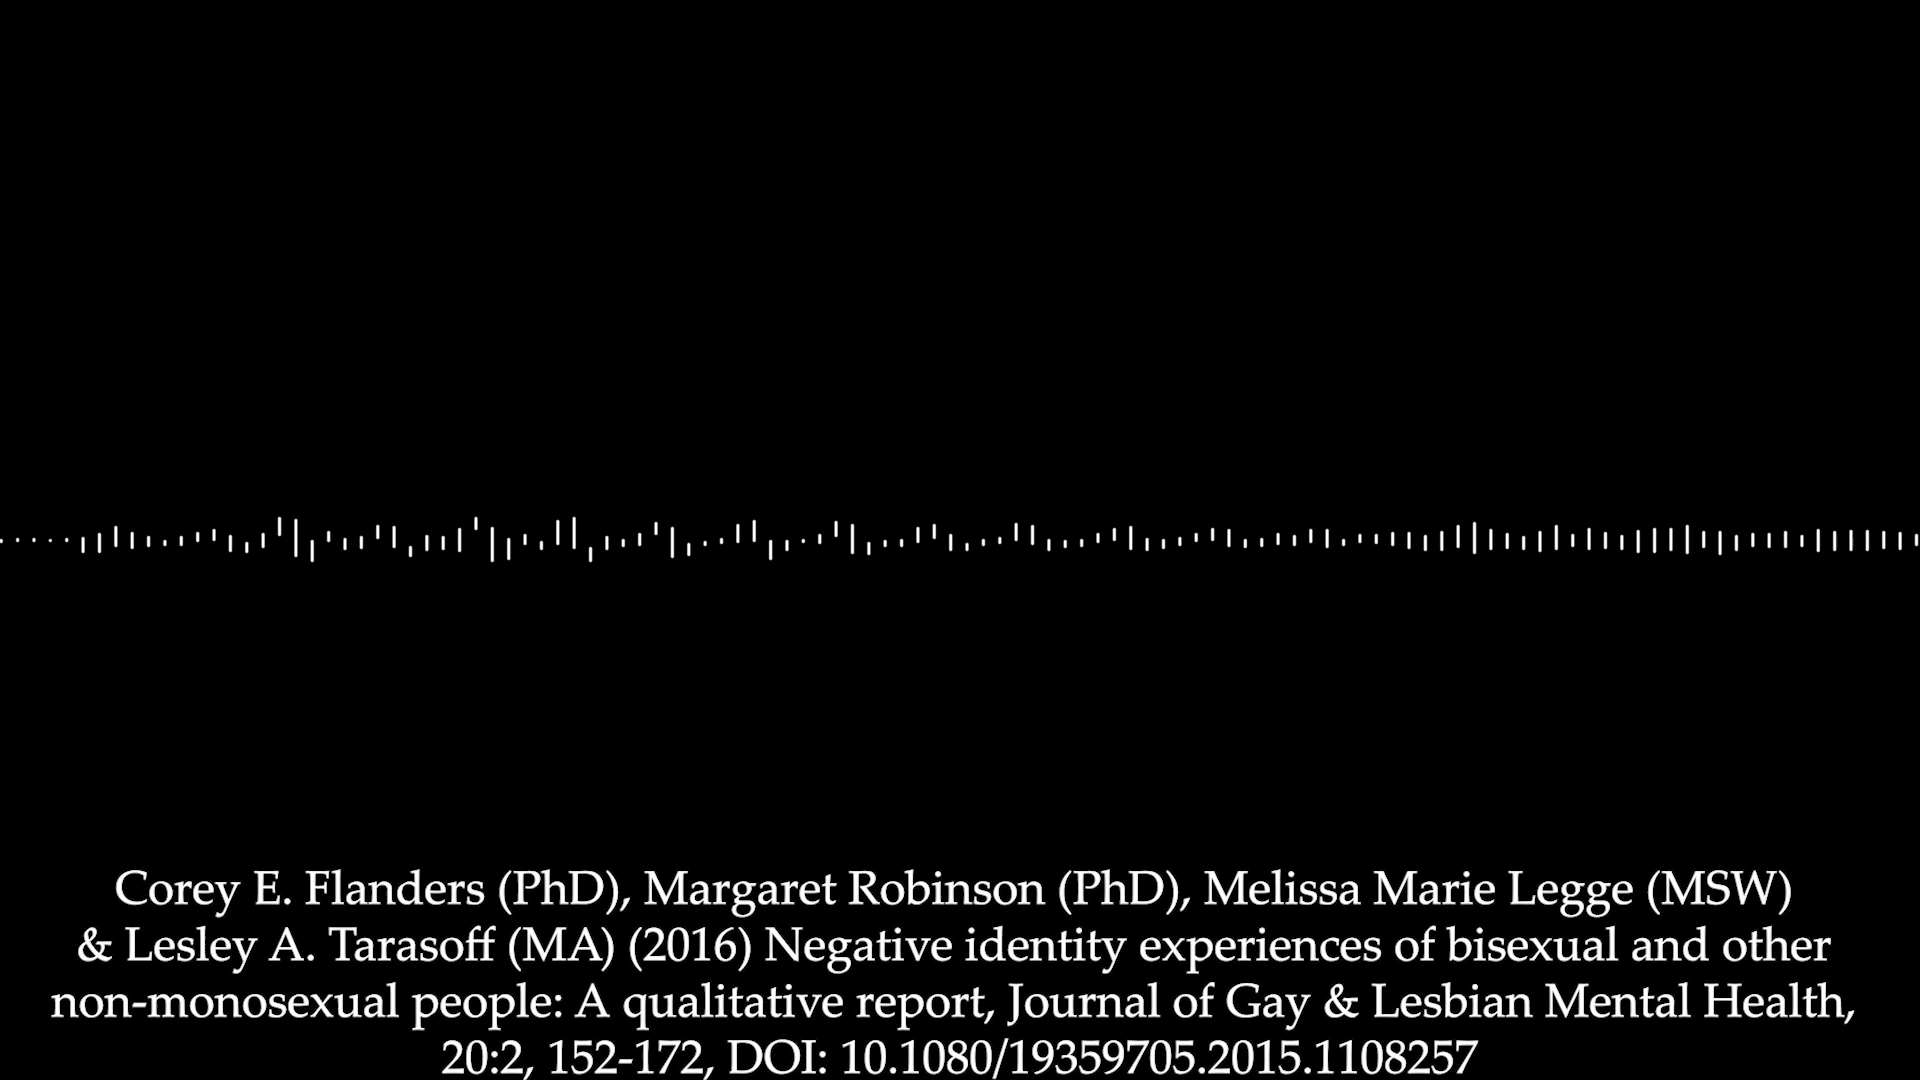 Corey E. Flanders (PhD), Margaret Robinson (PhD), Melissa Marie Legge (MSW)
& Lesley A. Tarasoff (MA) (2016) Negative identity experiences of bisexual and other
non-monosexual people: A qualitative report, Journal of Gay & Lesbian Mental Health,
20:2, 152-172, DOI: 10.1080/19359705.2015.1108257